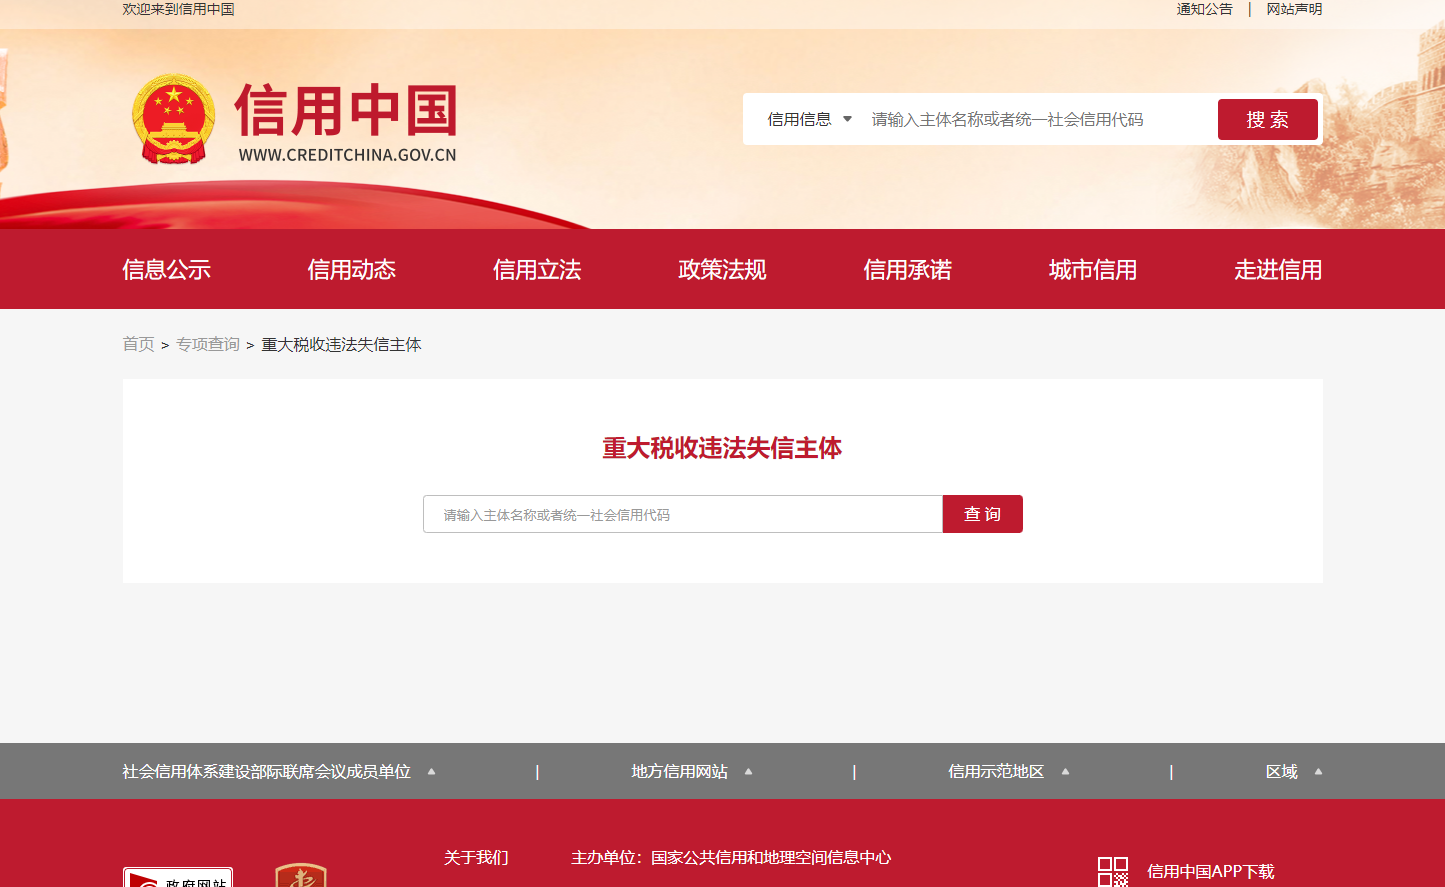 欢迎来到信用中国 通知公告 | 网站声明
信用中国
WWW.CREDITCHINA.GOV.CN
信用信息 请输入主体名称或者统一社会信用代码 搜 索
信息公示 信用动态 信用立法 政策法规 信用承诺 城市信用 走进信用
首页 > 专项查询 > 重大税收违法失信主体
重大税收违法失信主体
请输入主体名称或者统一社会信用代码 查 询
社会信用体系建设部际联席会议成员单位 | 地方信用网站 | 信用示范地区 | 区域
关于我们 主办单位：国家公共信用和地理空间信息中心
信用中国APP下载
政府网站